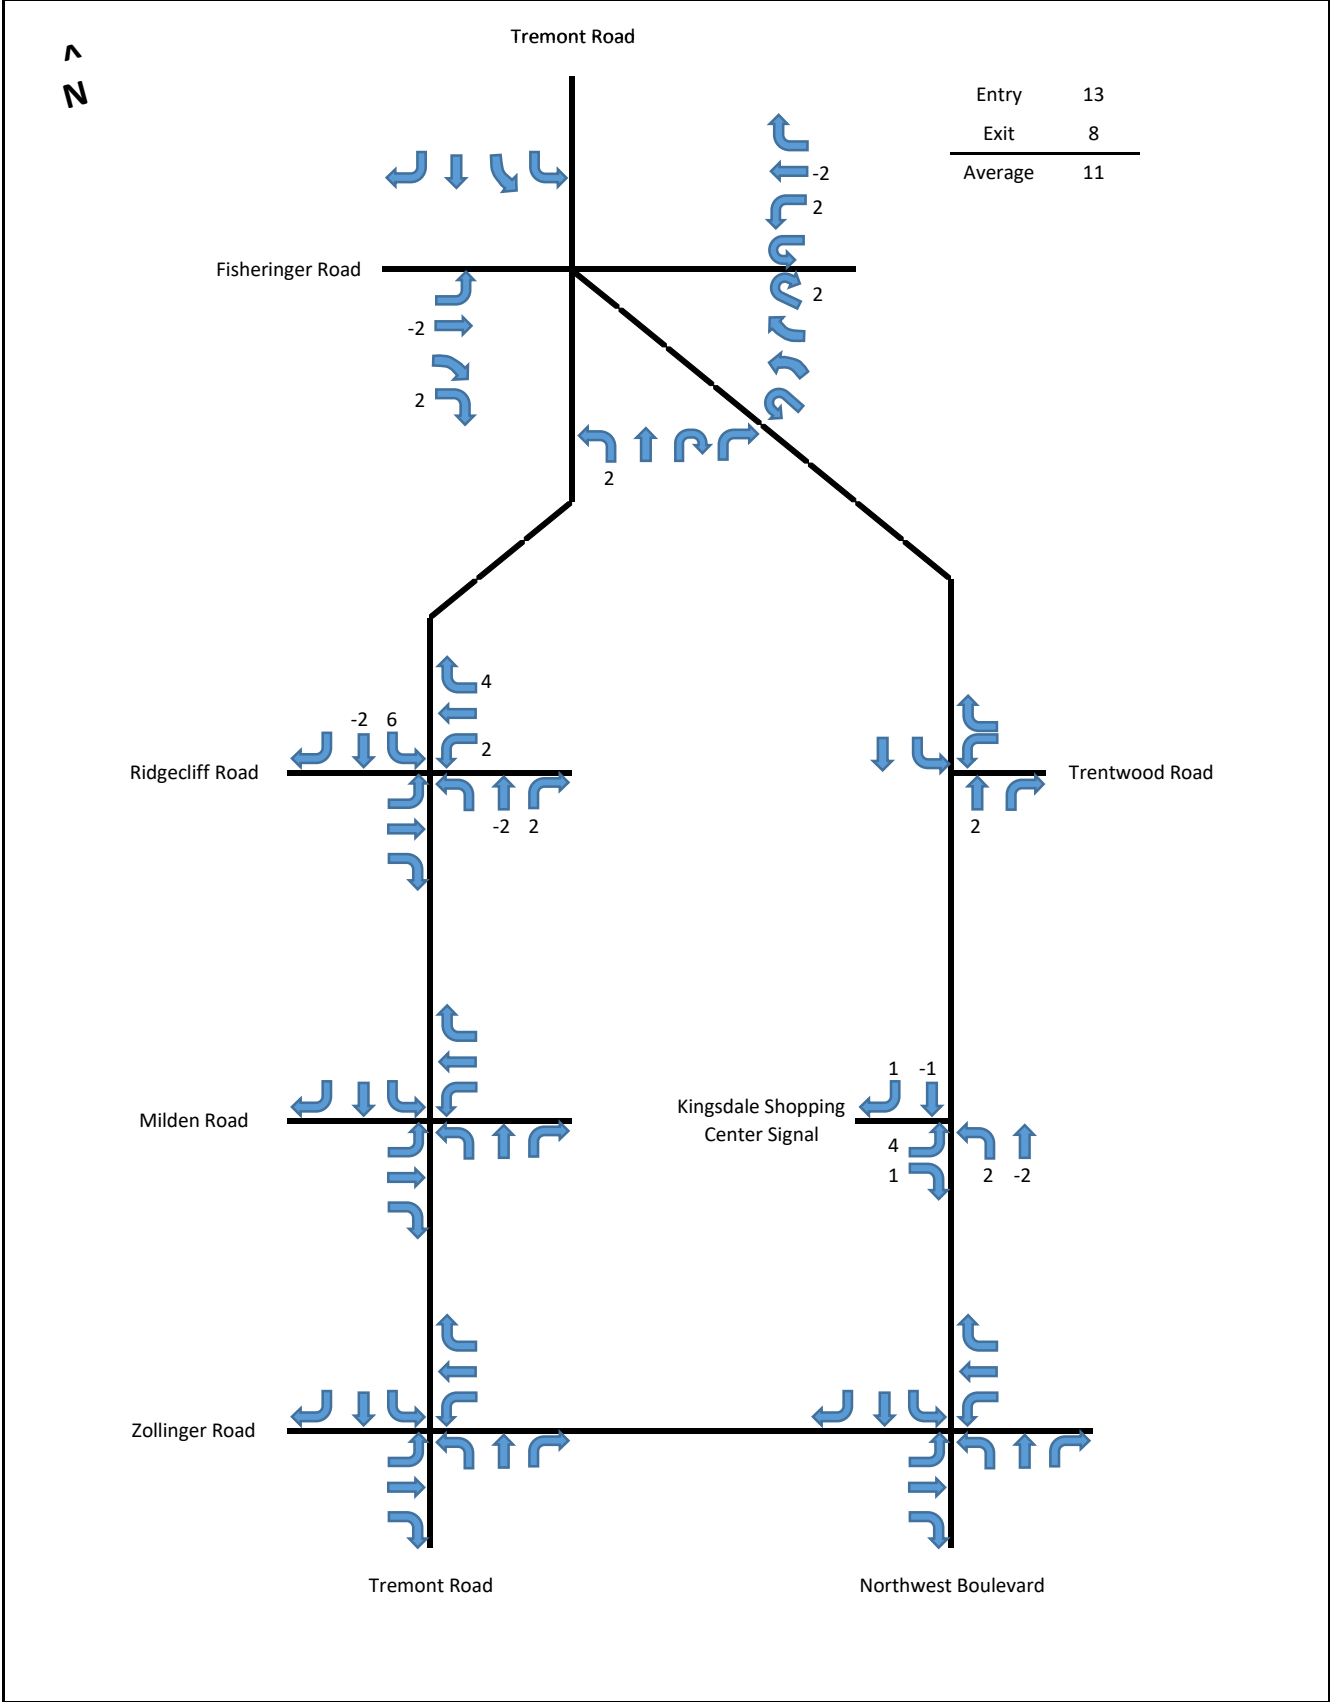 Tremont Road
^
N
Entry 13
Exit 8
Average 11
-2
2
Fisheringer Road
2
-2
2
2
4
-2 6
2
Ridgecliff Road
Trentwood Road
-2 2
2
1 -1
Kingsdale Shopping
Center Signal
Milden Road
4
1
2 -2
Zollinger Road
Tremont Road
Northwest Boulevard